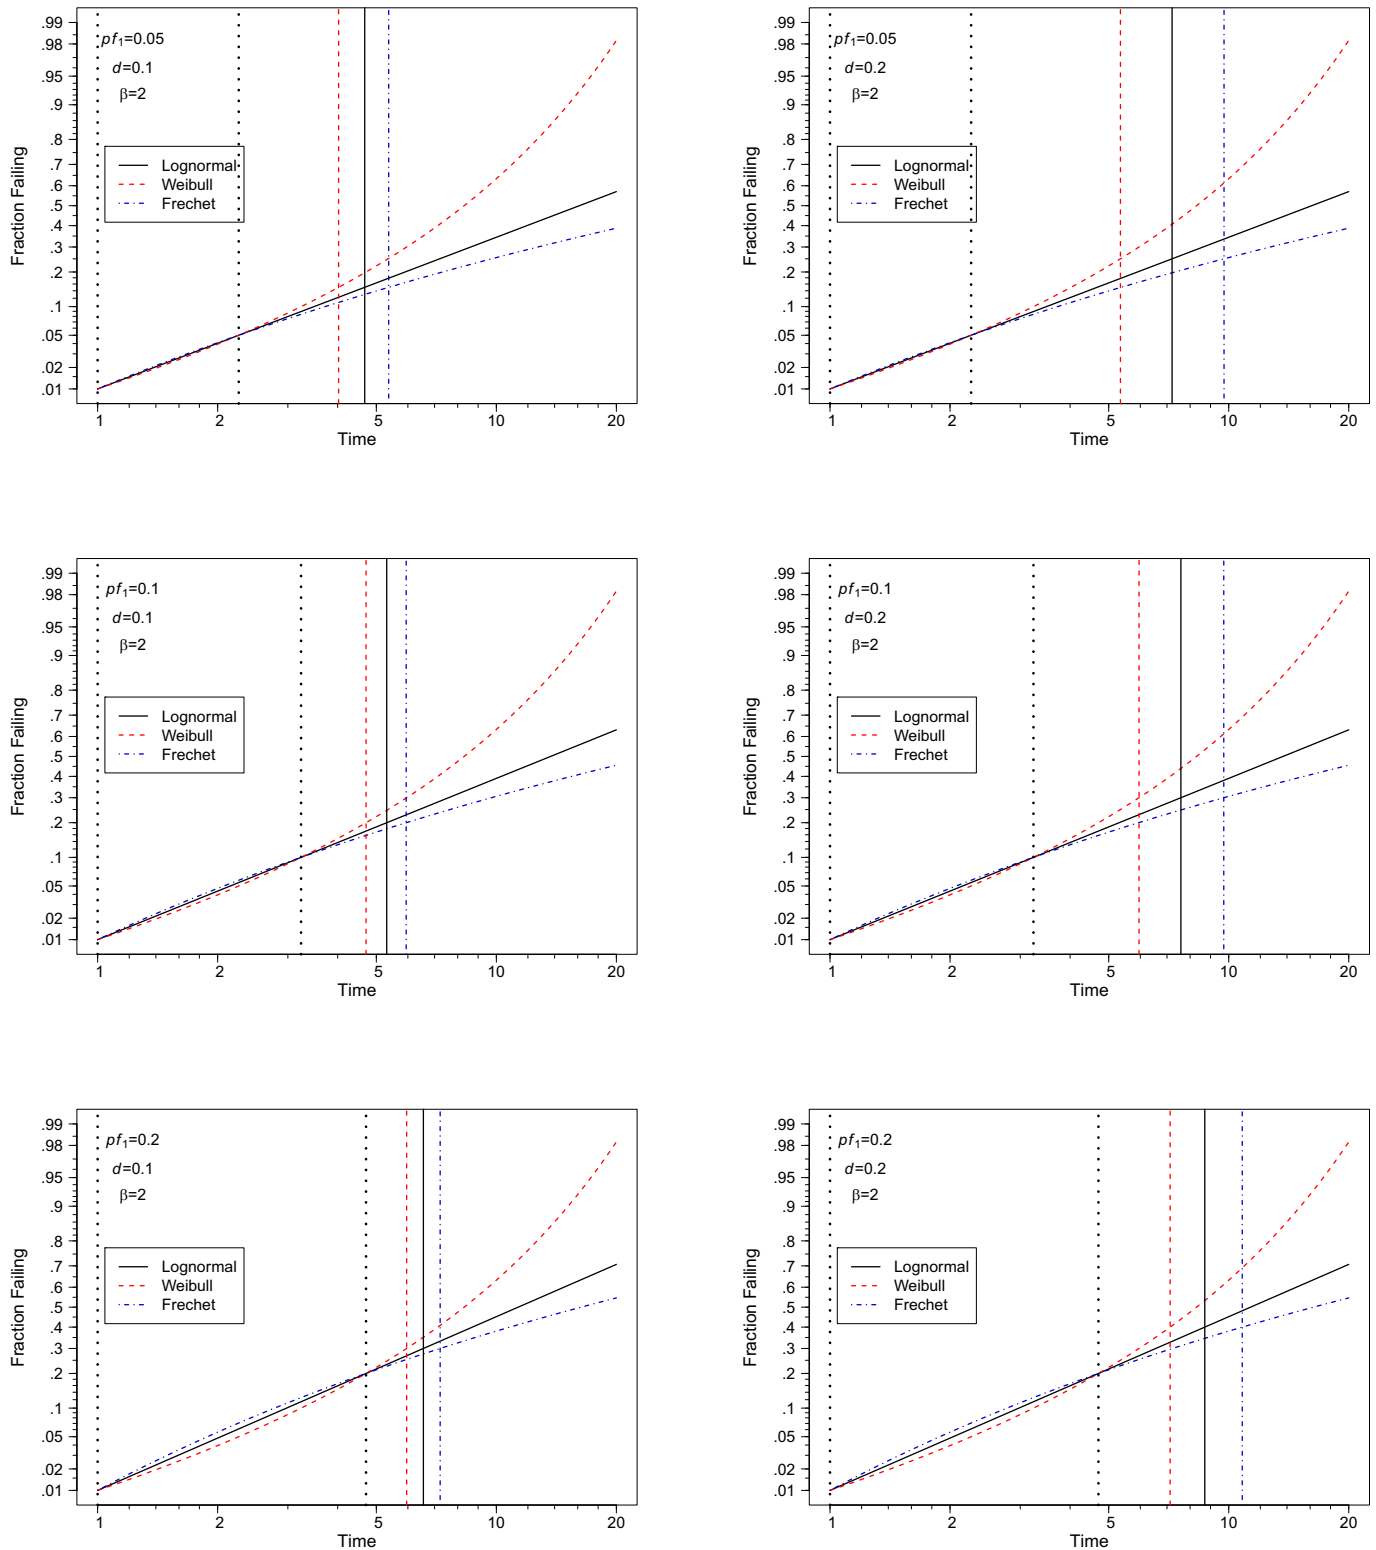 pf1=0.05
d=0.1
β=2
Lognormal
Weibull
Frechet
Fraction Failing
.99
.98
.95
.9
.8
.7
.6
.5
.4
.3
.2
.1
.05
.02
.01
1 2 5 10 20
Time
pf1=0.05
d=0.2
β=2
Lognormal
Weibull
Frechet
Fraction Failing
.99
.98
.95
.9
.8
.7
.6
.5
.4
.3
.2
.1
.05
.02
.01
1 2 5 10 20
Time
pf1=0.1
d=0.1
β=2
Lognormal
Weibull
Frechet
Fraction Failing
.99
.98
.95
.9
.8
.7
.6
.5
.4
.3
.2
.1
.05
.02
.01
1 2 5 10 20
Time
pf1=0.1
d=0.2
β=2
Lognormal
Weibull
Frechet
Fraction Failing
.99
.98
.95
.9
.8
.7
.6
.5
.4
.3
.2
.1
.05
.02
.01
1 2 5 10 20
Time
pf1=0.2
d=0.1
β=2
Lognormal
Weibull
Frechet
Fraction Failing
.99
.98
.95
.9
.8
.7
.6
.5
.4
.3
.2
.1
.05
.02
.01
1 2 5 10 20
Time
pf1=0.2
d=0.2
β=2
Lognormal
Weibull
Frechet
Fraction Failing
.99
.98
.95
.9
.8
.7
.6
.5
.4
.3
.2
.1
.05
.02
.01
1 2 5 10 20
Time